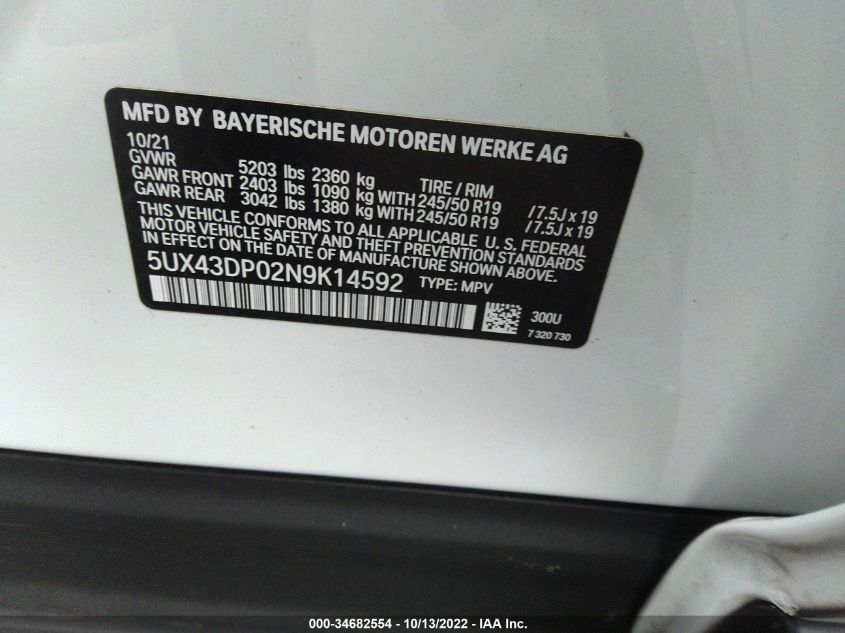 MFD BY BAYERISCHE MOTOREN WERKE AG
10/21
GVWR 5203 lbs 2360 kg TIRE / RIM
GAWR FRONT 2403 lbs 1090 kg WITH 245/50 R19 /7.5J x 19
GAWR REAR 3042 lbs 1380 kg WITH 245/50 R19 /7.5J x 19
THIS VEHICLE CONFORMS TO ALL APPLICABLE U. S. FEDERAL
MOTOR VEHICLE SAFETY AND THEFT PREVENTION STANDARDS
IN EFFECT ON THE DATE OF MANUFACTURE SHOWN ABOVE.
5UX43DP02N9K14592 TYPE: MPV
300U
7 320 730
000-34682554 / 10/13/2022 - IAA Inc.